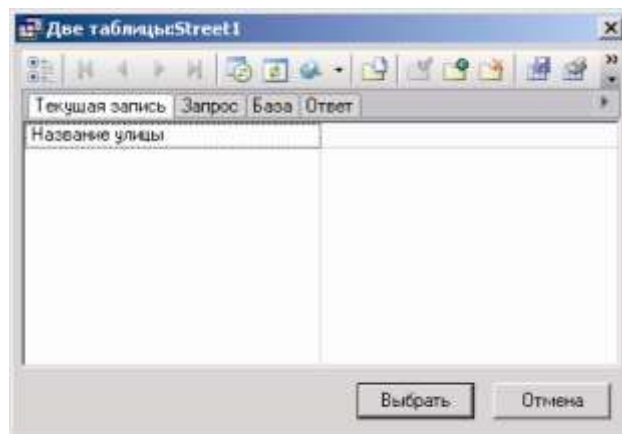 Две таблицы:Street1
Текущая запись Запрос База Ответ
Название улицы
Выбрать Отмена